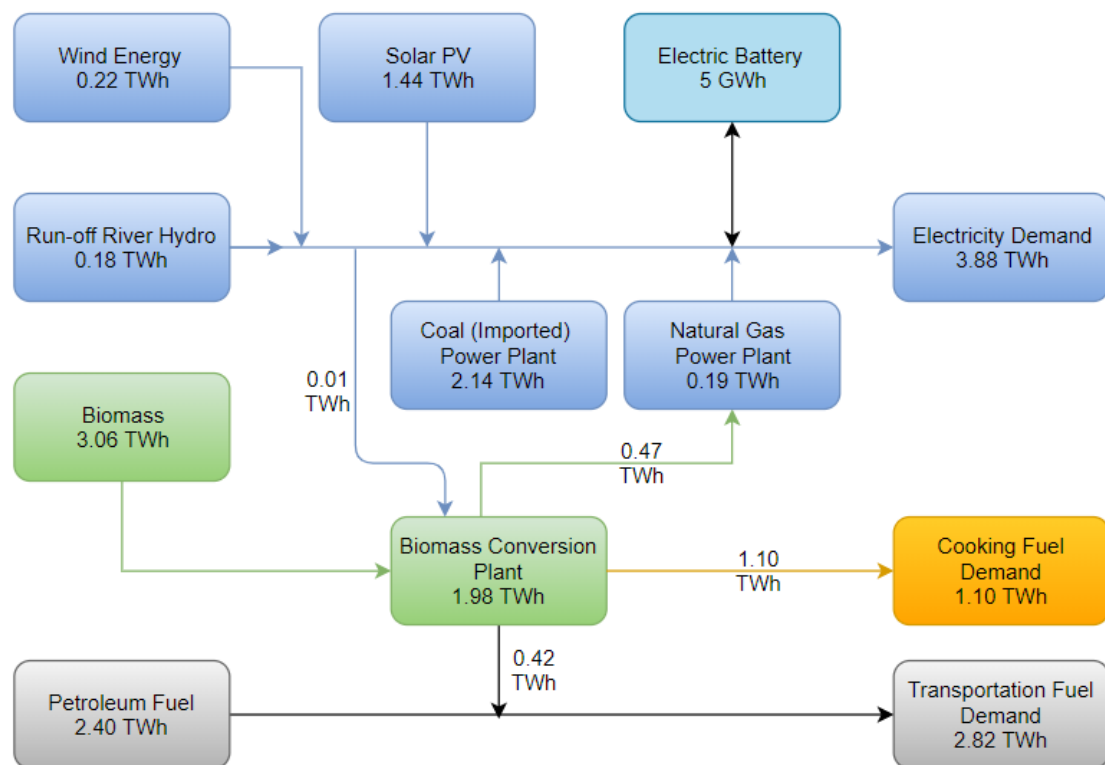 Wind Energy
0.22 TWh
Solar PV
1.44 TWh
Electric Battery
5 GWh
Run-off River Hydro
0.18 TWh
Electricity Demand
3.88 TWh
Coal (Imported)
Power Plant
2.14 TWh
Natural Gas
Power Plant
0.19 TWh
0.01
TWh
Biomass
3.06 TWh
0.47
TWh
Biomass Conversion
Plant
1.98 TWh
1.10
TWh
Cooking Fuel
Demand
1.10 TWh
0.42
TWh
Petroleum Fuel
2.40 TWh
Transportation Fuel
Demand
2.82 TWh